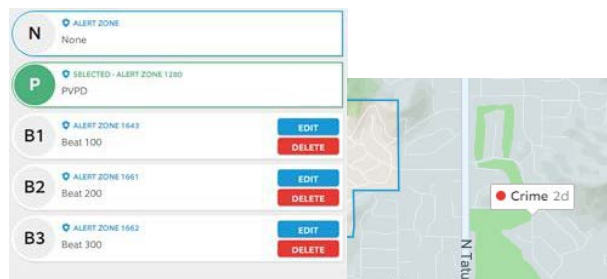 N
ALERT ZONE
None
P
SELECTED - ALERT ZONE 1280
PVPD
B1
ALERT ZONE 1643
Beat 100
EDIT
DELETE
B2
ALERT ZONE 1661
Beat 200
EDIT
DELETE
B3
ALERT ZONE 1662
Beat 300
EDIT
DELETE
Crime 2d
N Tatu